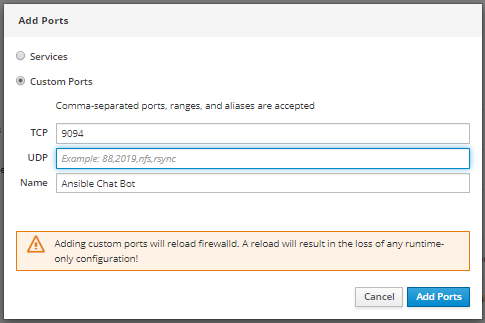 Add Ports
Services
Custom Ports
Comma-separated ports, ranges, and aliases are accepted
TCP 9094
UDP Example: 88,2019,nfs,rsync
Name Ansible Chat Bot
Adding custom ports will reload firewalld. A reload will result in the loss of any runtime-
only configuration!
Cancel Add Ports